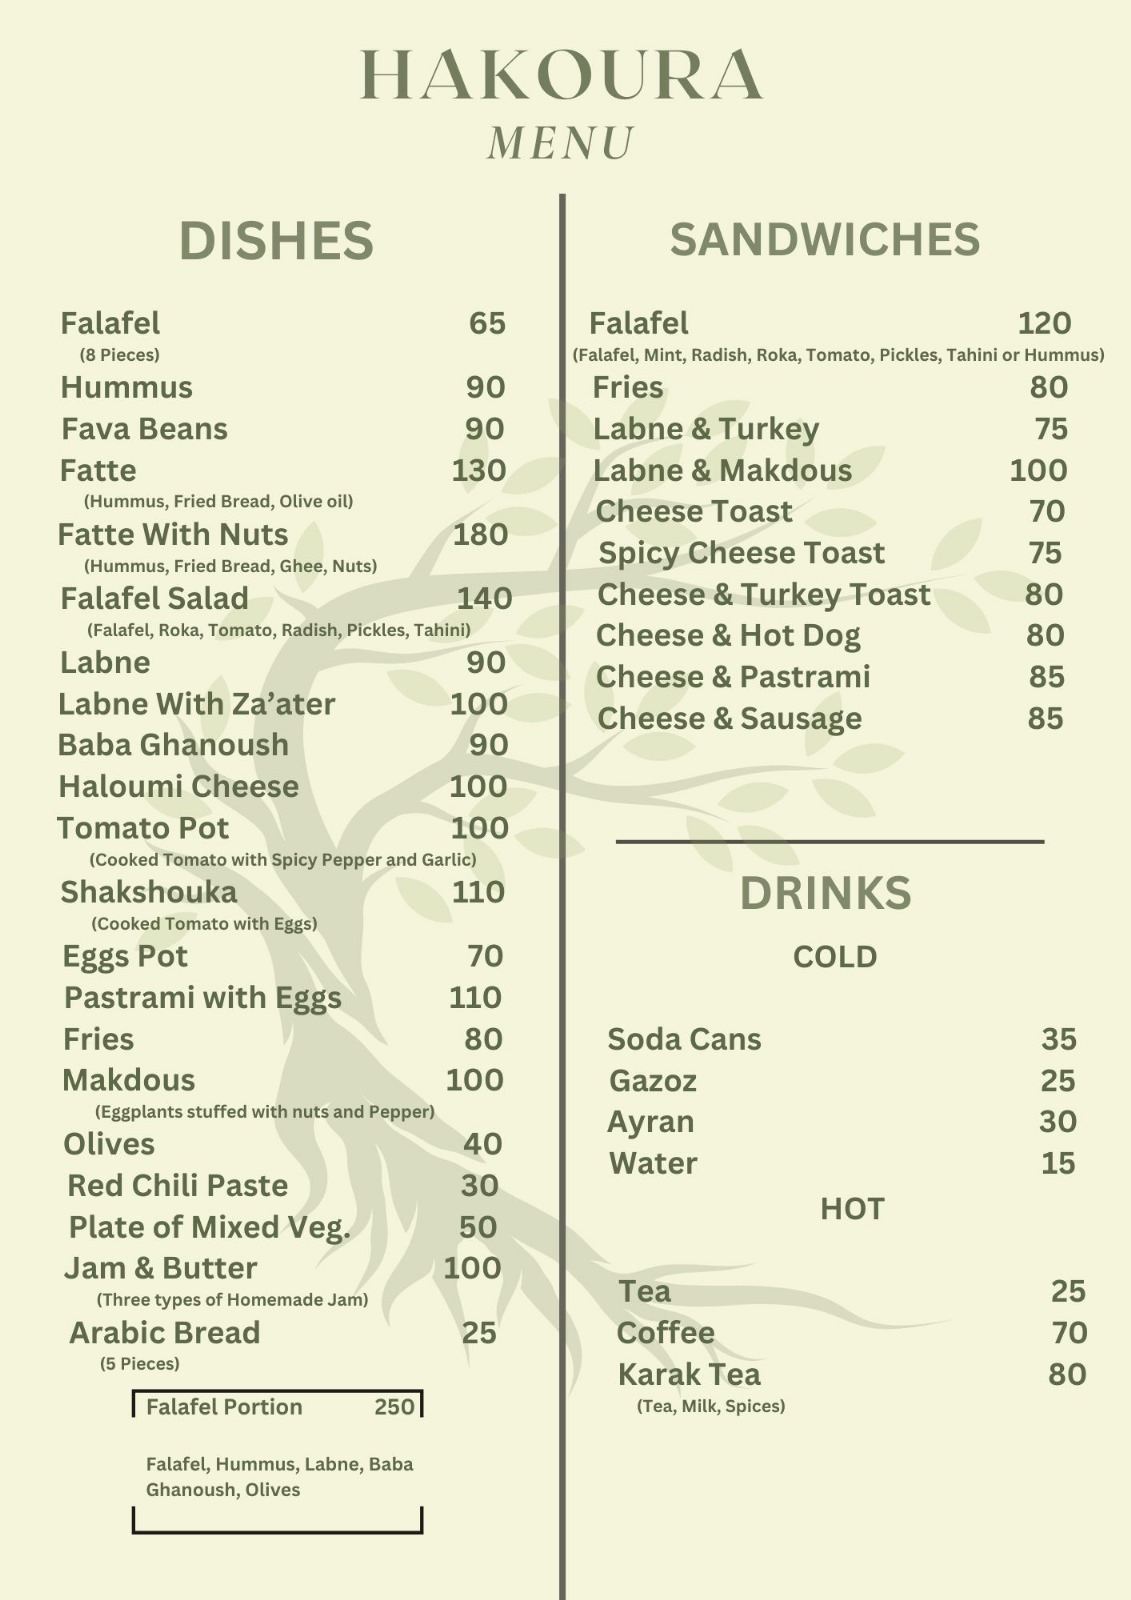 HAKOURA
MENU
DISHES
Falafel 65
(8 Pieces)
Hummus 90
Fava Beans 90
Fatte 130
(Hummus, Fried Bread, Olive oil)
Fatte With Nuts 180
(Hummus, Fried Bread, Ghee, Nuts)
Falafel Salad 140
(Falafel, Roka, Tomato, Radish, Pickles, Tahini)
Labne 90
Labne With Za’ater 100
Baba Ghanoush 90
Haloumi Cheese 100
Tomato Pot 100
(Cooked Tomato with Spicy Pepper and Garlic)
Shakshouka 110
(Cooked Tomato with Eggs)
Eggs Pot 70
Pastrami with Eggs 110
Fries 80
Makdous 100
(Eggplants stuffed with nuts and Pepper)
Olives 40
Red Chili Paste 30
Plate of Mixed Veg. 50
Jam & Butter 100
(Three types of Homemade Jam)
Arabic Bread 25
(5 Pieces)
Falafel Portion 250
Falafel, Hummus, Labne, Baba
Ghanoush, Olives
SANDWICHES
Falafel 120
(Falafel, Mint, Radish, Roka, Tomato, Pickles, Tahini or Hummus)
Fries 80
Labne & Turkey 75
Labne & Makdous 100
Cheese Toast 70
Spicy Cheese Toast 75
Cheese & Turkey Toast 80
Cheese & Hot Dog 80
Cheese & Pastrami 85
Cheese & Sausage 85
DRINKS
COLD
Soda Cans 35
Gazoz 25
Ayran 30
Water 15
HOT
Tea 25
Coffee 70
Karak Tea 80
(Tea, Milk, Spices)